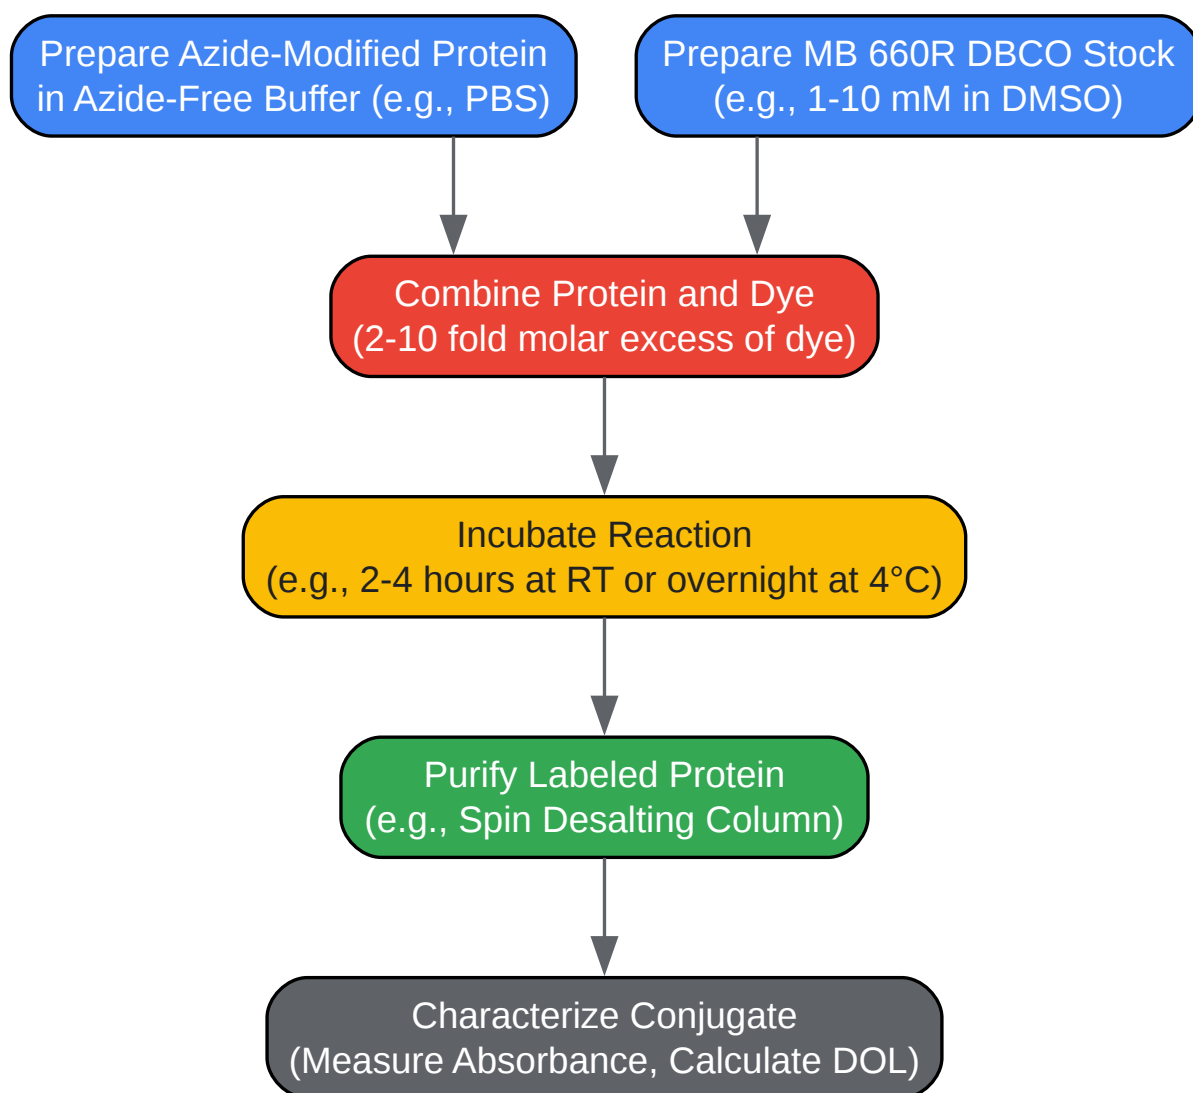 Prepare Azide-Modified Protein
in Azide-Free Buffer (e.g., PBS)
Prepare MB 660R DBCO Stock
(e.g., 1-10 mM in DMSO)
Combine Protein and Dye
(2-10 fold molar excess of dye)
Incubate Reaction
(e.g., 2-4 hours at RT or overnight at 4°C)
Purify Labeled Protein
(e.g., Spin Desalting Column)
Characterize Conjugate
(Measure Absorbance, Calculate DOL)